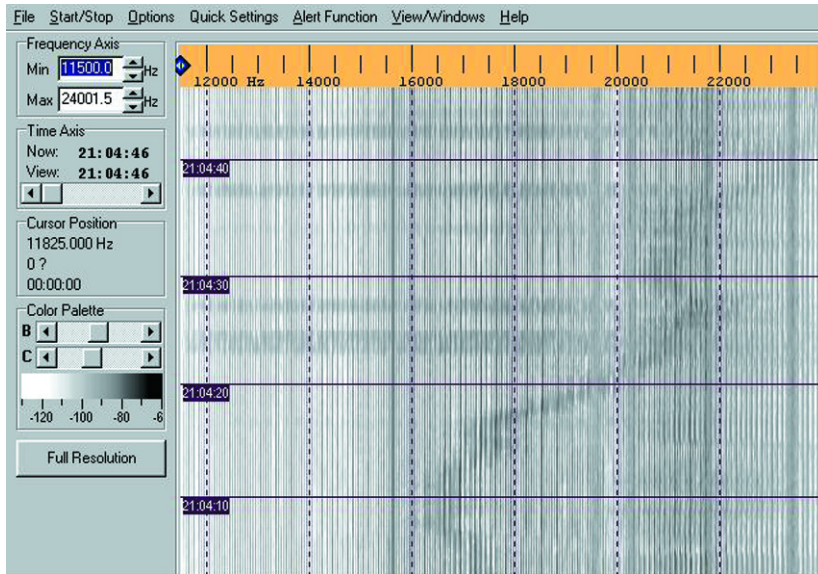 File Start/Stop Options Quick Settings Alert Function View/Windows Help
Frequency Axis
Min 11500.0 Hz
Max 24001.5 Hz
Time Axis
Now: 21:04:46
View: 21:04:46
Cursor Position
11825.000 Hz
0 ?
00:00:00
Color Palette
B
C
-120 -100 -80 -6
Full Resolution
12000 Hz 14000 16000 18000 20000 22000
21:04:40
21:04:30
21:04:20
21:04:10